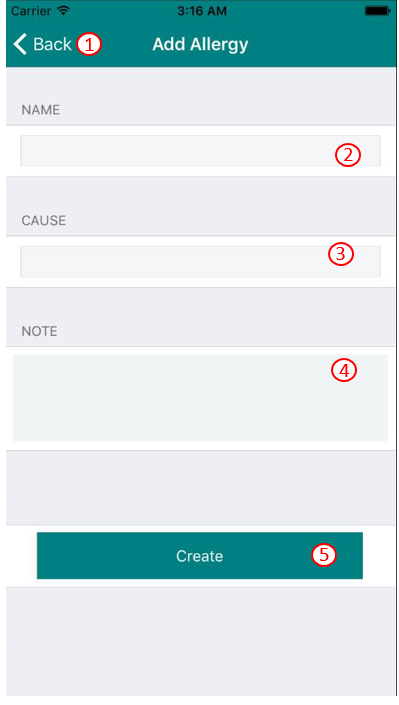 Carrier 3:16 AM
Back 1 Add Allergy
NAME
2
CAUSE
3
NOTE
4
Create 5